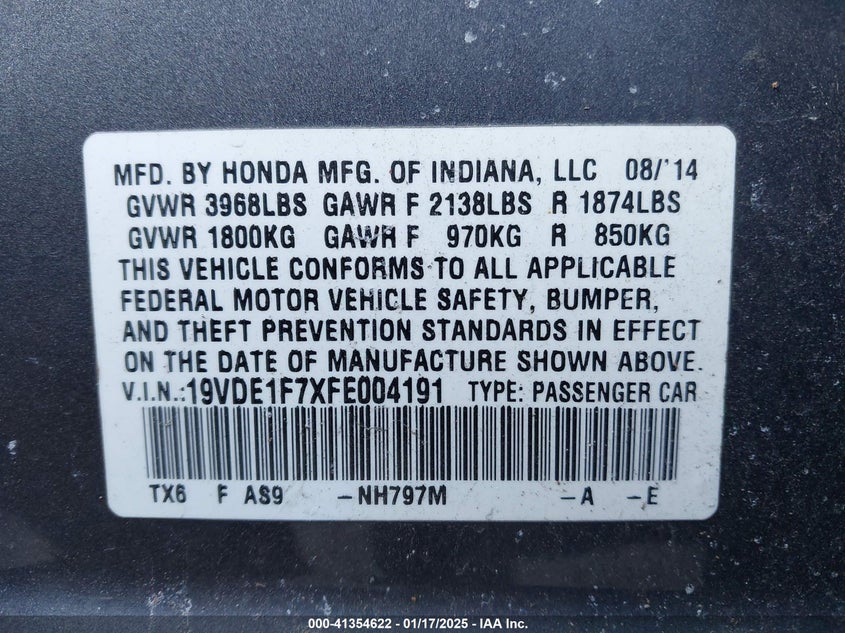 MFD. BY HONDA MFG. OF INDIANA, LLC 08/'14
GVWR 3968LBS GAWR F 2138LBS R 1874LBS
GVWR 1800KG GAWR F 970KG R 850KG
THIS VEHICLE CONFORMS TO ALL APPLICABLE
FEDERAL MOTOR VEHICLE SAFETY, BUMPER,
AND THEFT PREVENTION STANDARDS IN EFFECT
ON THE DATE OF MANUFACTURE SHOWN ABOVE.
V.I.N.:19VDE1F7XFE004191 TYPE: PASSENGER CAR
TX6 F AS9 -NH797M -A -E
000-41354622 - 01/17/2025 - IAA Inc.